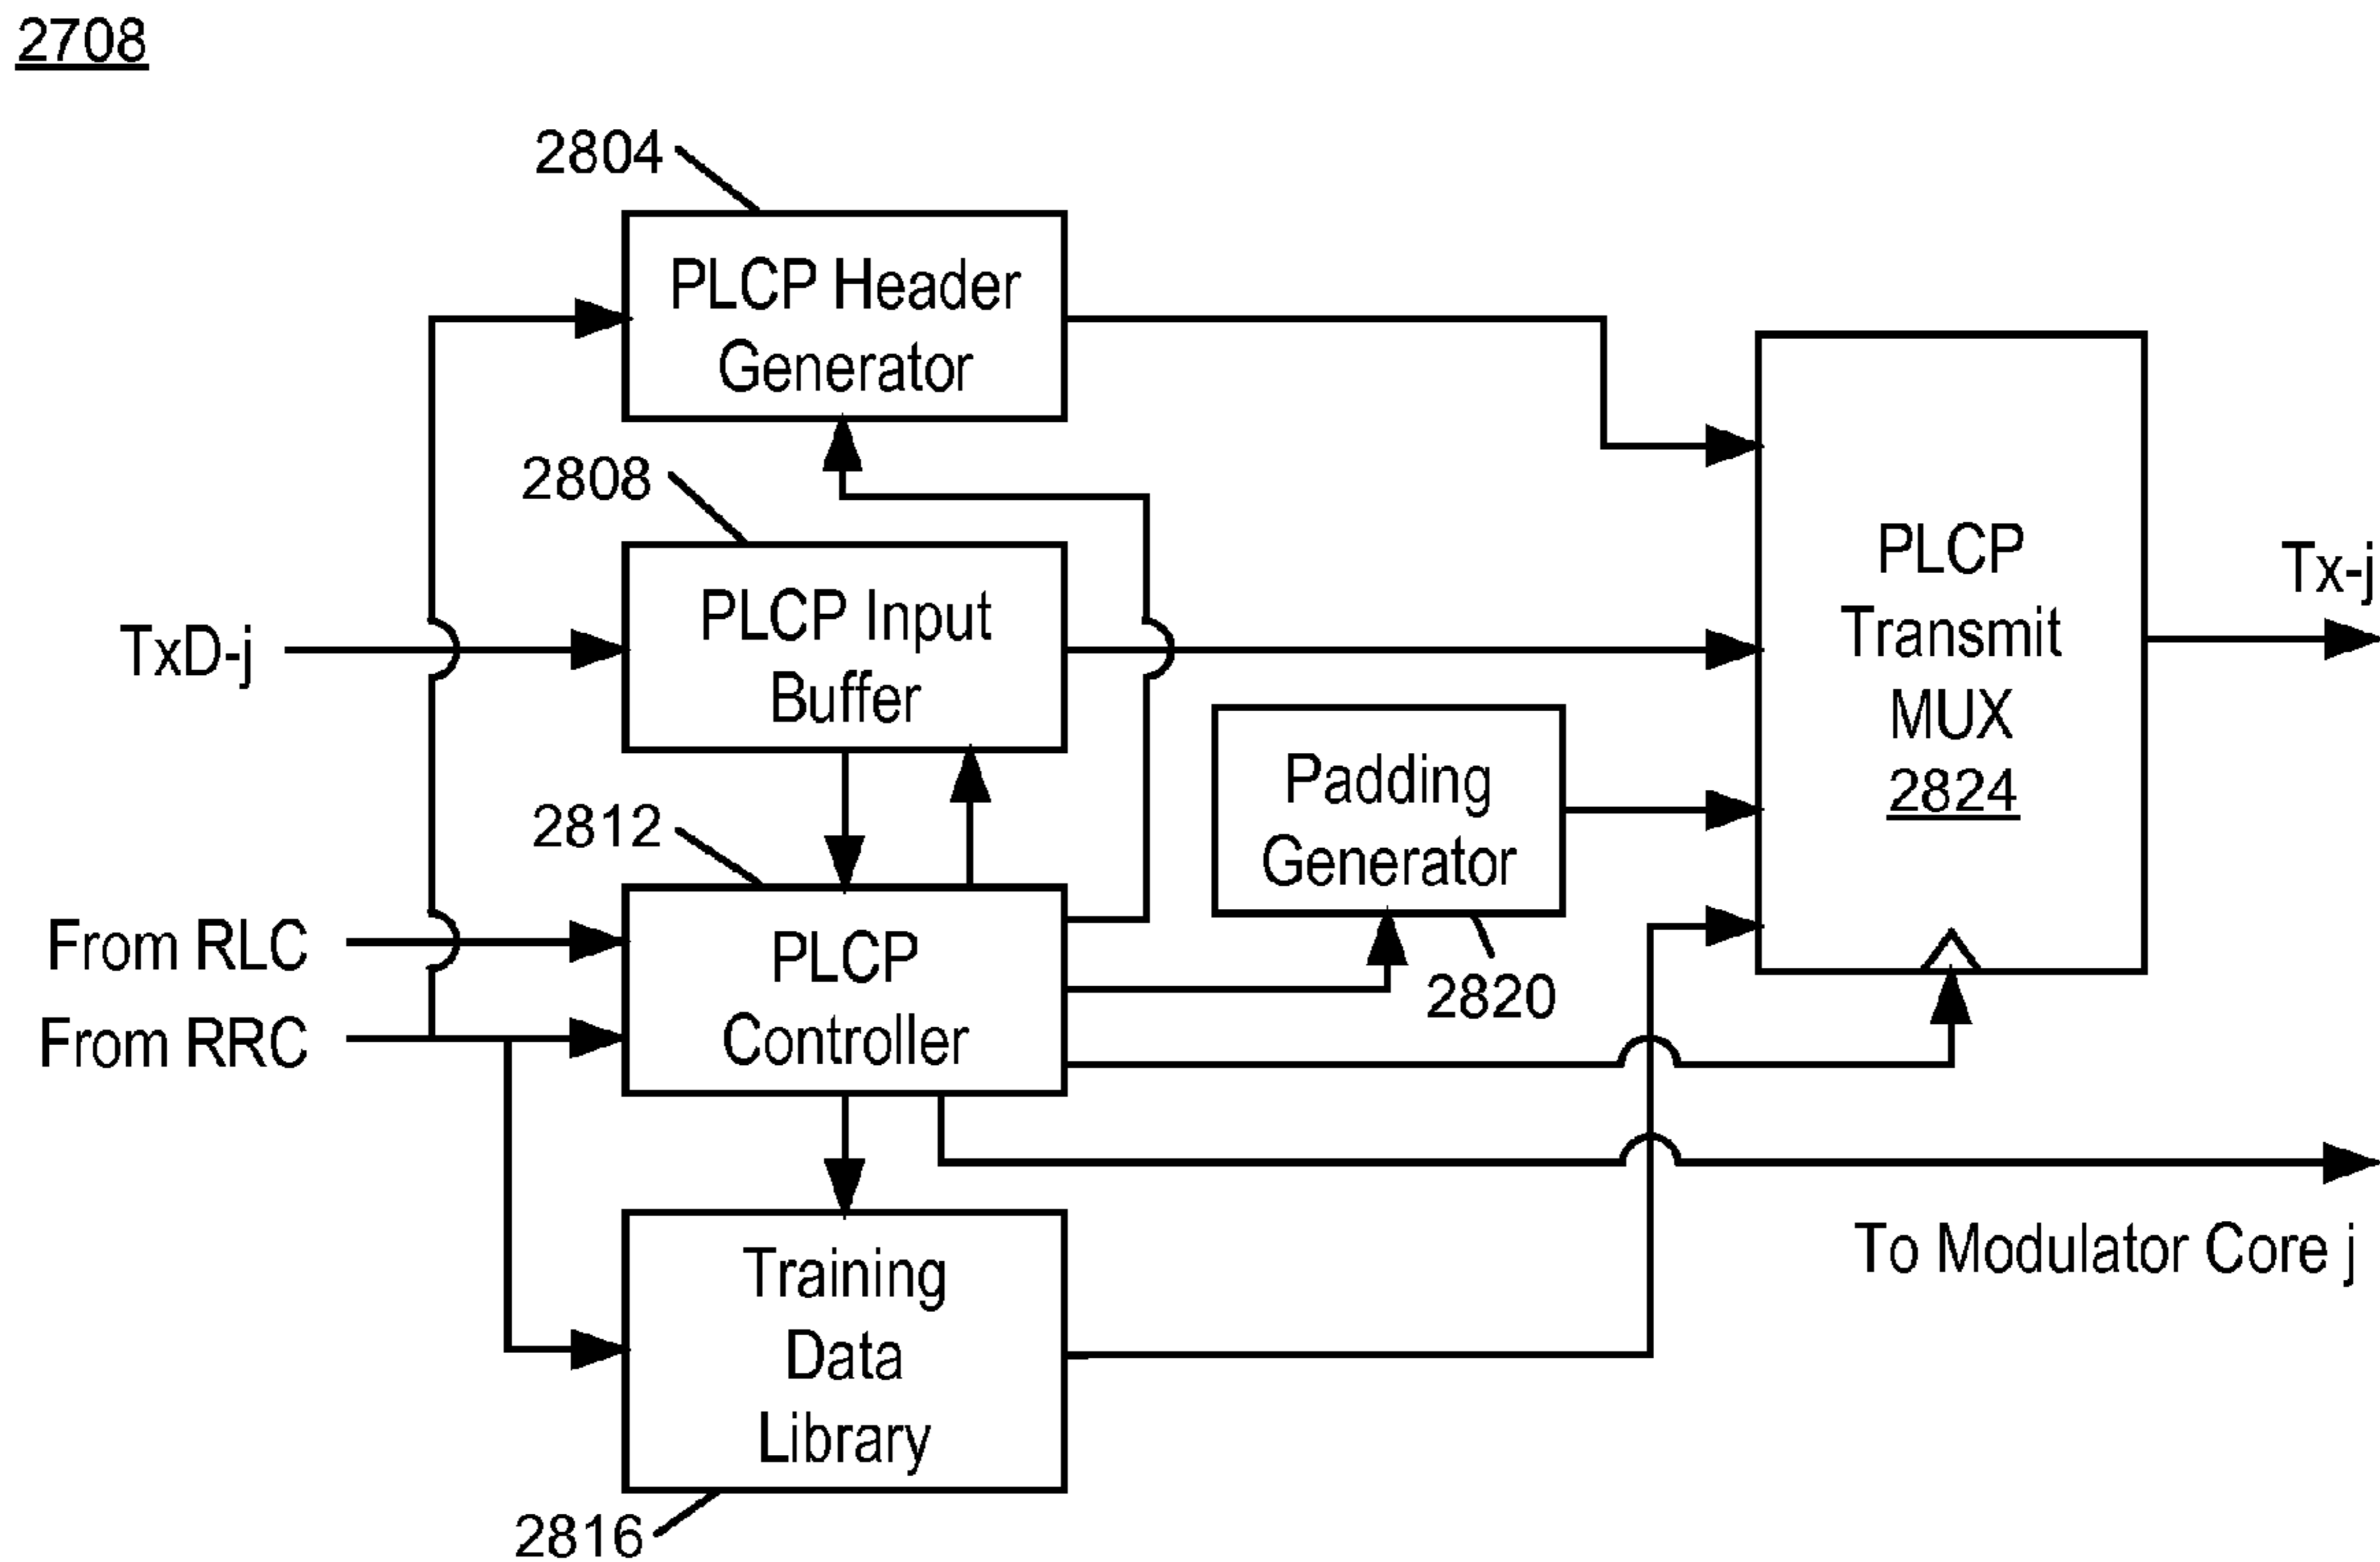 2708
2804
PLCP Header
Generator
2808
TxD-j
PLCP Input
Buffer
PLCP
Transmit
MUX
2824
Tx-j
Padding
Generator
2820
2812
From RLC
From RRC
PLCP
Controller
To Modulator Core j
Training
Data
Library
2816